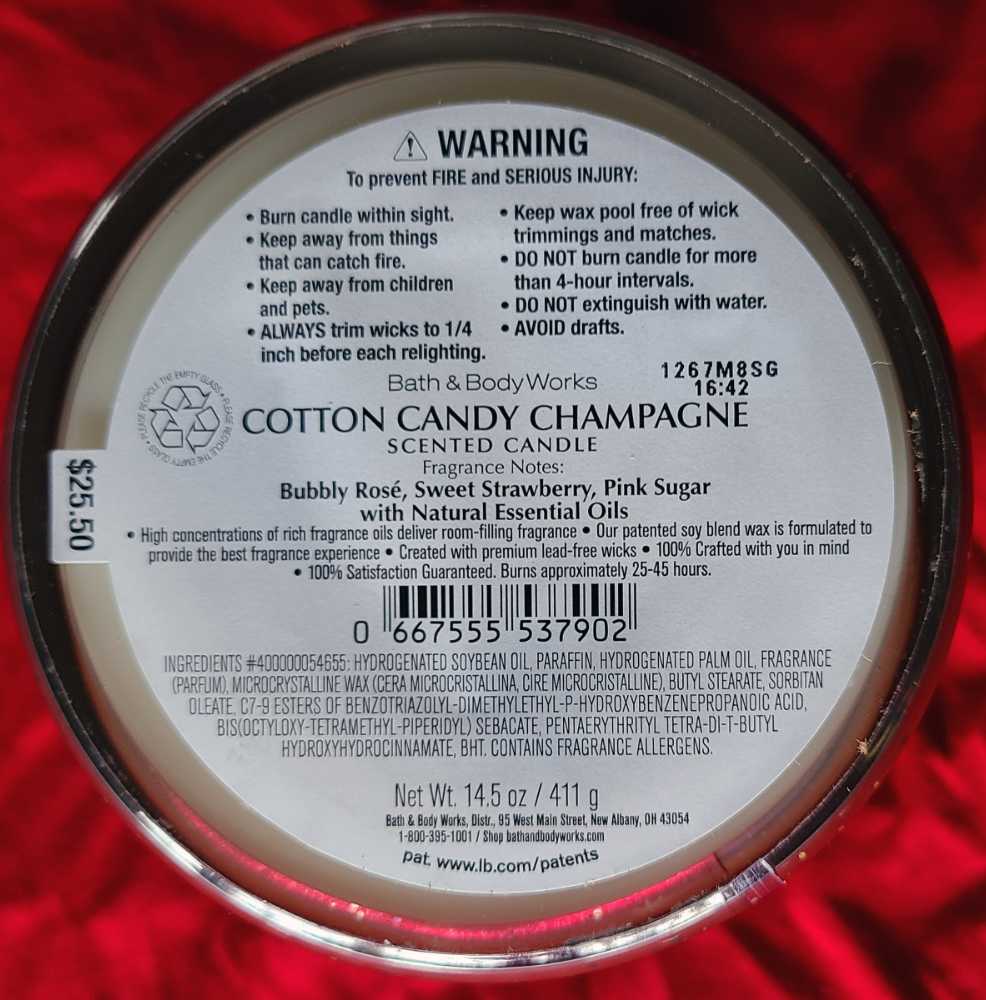 WARNING
To prevent FIRE and SERIOUS INJURY:
• Burn candle within sight.
• Keep away from things
that can catch fire.
• Keep away from children
and pets.
• ALWAYS trim wicks to 1/4
inch before each relighting.
• Keep wax pool free of wick
trimmings and matches.
• DO NOT burn candle for more
than 4-hour intervals.
• DO NOT extinguish with water.
• AVOID drafts.
1267M8SG
16:42
Bath & Body Works
PLEASE RECYCLE THE EMPTY GLASS • PLEASE RECYCLE THE EMPTY GLASS •
COTTON CANDY CHAMPAGNE
SCENTED CANDLE
Fragrance Notes:
Bubbly Rosé, Sweet Strawberry, Pink Sugar
with Natural Essential Oils
$25.50
• High concentrations of rich fragrance oils deliver room-filling fragrance • Our patented soy blend wax is formulated to
provide the best fragrance experience • Created with premium lead-free wicks • 100% Crafted with you in mind
• 100% Satisfaction Guaranteed. Burns approximately 25-45 hours.
0 667555 537902
INGREDIENTS #400000054655: HYDROGENATED SOYBEAN OIL, PARAFFIN, HYDROGENATED PALM OIL, FRAGRANCE
(PARFUM), MICROCRYSTALLINE WAX (CERA MICROCRISTALLINA, CIRE MICROCRISTALLINE), BUTYL STEARATE, SORBITAN
OLEATE, C7-9 ESTERS OF BENZOTRIAZOLYL-DIMETHYLETHYL-P-HYDROXYBENZENEPROPANOIC ACID,
BIS(OCTYLOXY-TETRAMETHYL-PIPERIDYL) SEBACATE, PENTAERYTHRITYL TETRA-DI-T-BUTYL
HYDROXYHYDROCINNAMATE, BHT. CONTAINS FRAGRANCE ALLERGENS.
Net Wt. 14.5 oz / 411 g
Bath & Body Works, Distr., 95 West Main Street, New Albany, OH 43054
1-800-395-1001 / Shop bathandbodyworks.com
pat. www.lb.com/patents